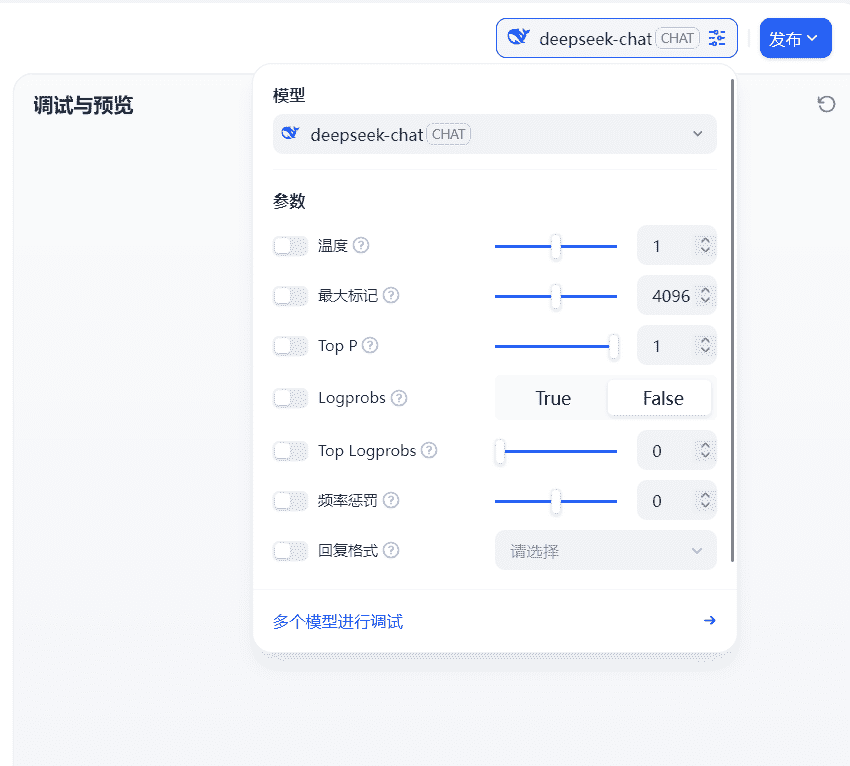 deepseek-chat CHAT
发布
调试与预览
模型
deepseek-chat CHAT
参数
温度 ? 1
最大标记 ? 4096
Top P ? 1
Logprobs ? True False
Top Logprobs ? 0
频率惩罚 ? 0
回复格式 ? 请选择
多个模型进行调试